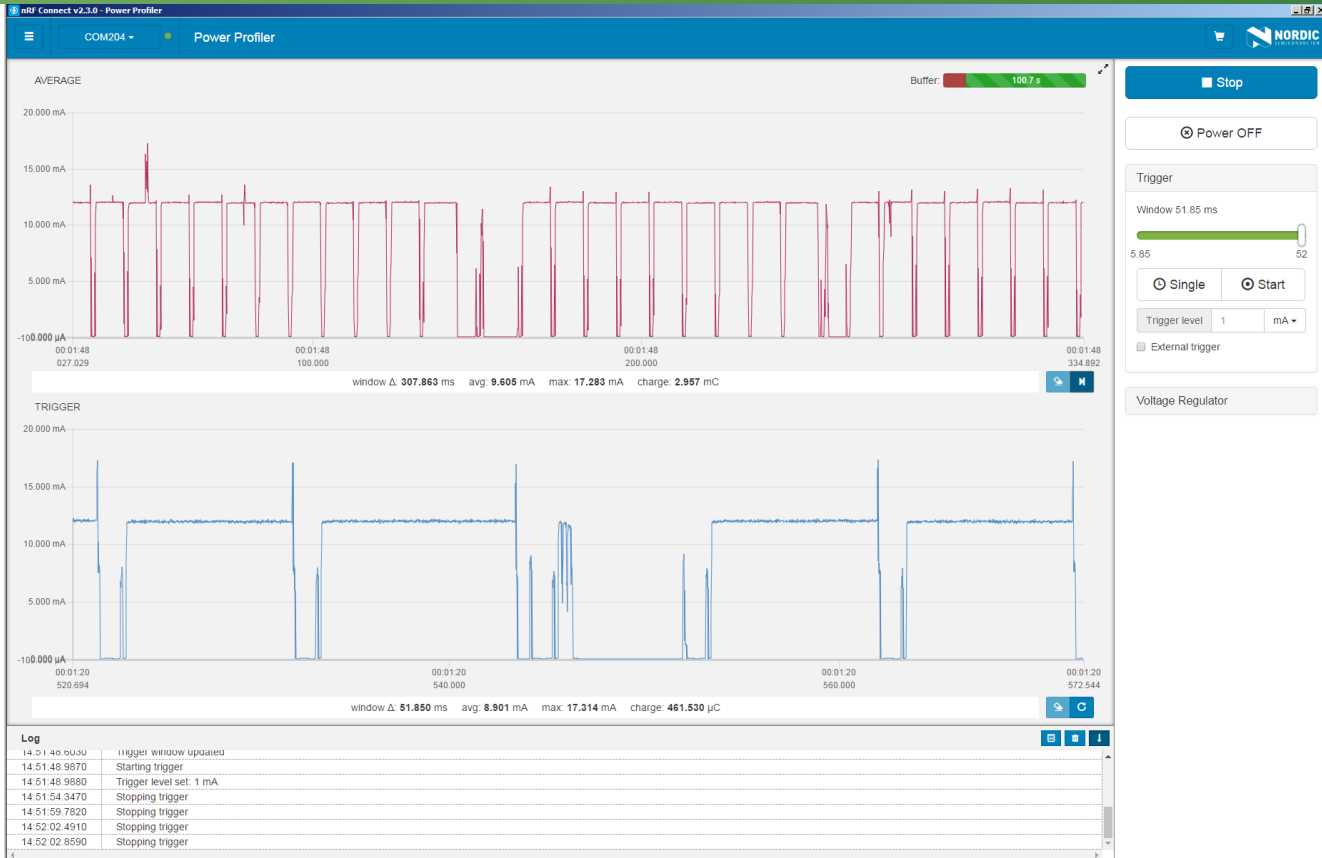 nRF Connect v2.3.0 - Power Profiler
COM204
Power Profiler
NORDIC
SEMICONDUCTOR
AVERAGE
Buffer: 100.7 s
20.000 mA
15.000 mA
10.000 mA
5.000 mA
0.000 µA
00:01:48 00:01:48 00:01:48 00:01:48
027.029 100.000 200.000 334.892
window Δ: 307.863 ms avg: 9.605 mA max: 17.283 mA charge: 2.957 mC
TRIGGER
20.000 mA
15.000 mA
10.000 mA
5.000 mA
0.000 µA
00:01:20 00:01:20 00:01:20 00:01:20
520.694 540.000 560.000 572.544
window Δ: 51.850 ms avg: 8.901 mA max: 17.314 mA charge: 461.530 µC
Log
14:51:48.6030 Trigger window updated
14:51:48.9870 Starting trigger
14:51:48.9880 Trigger level set: 1 mA
14:51:54.3470 Stopping trigger
14:51:59.7820 Stopping trigger
14:52:02.4910 Stopping trigger
14:52:02.8590 Stopping trigger
Stop
Power OFF
Trigger
Window 51.85 ms
5.85 52
Single Start
Trigger level 1 mA
External trigger
Voltage Regulator